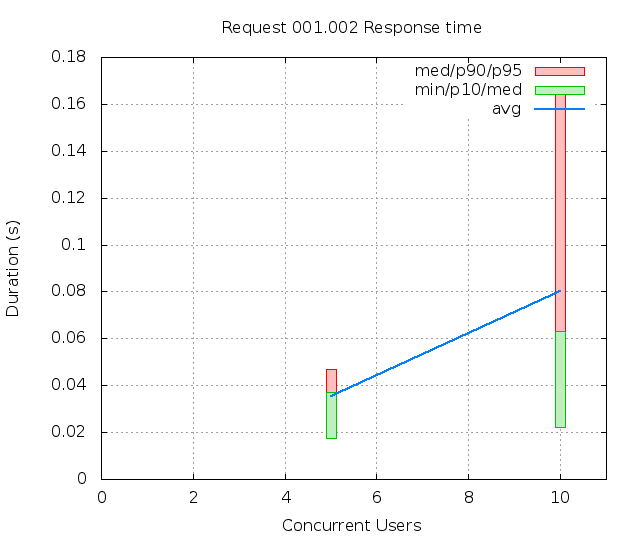 Request 001.002 Response time
0.18
0.16
0.14
0.12
0.1
0.08
0.06
0.04
0.02
0
Duration (s)
med/p90/p95
min/p10/med
avg
0 2 4 6 8 10
Concurrent Users